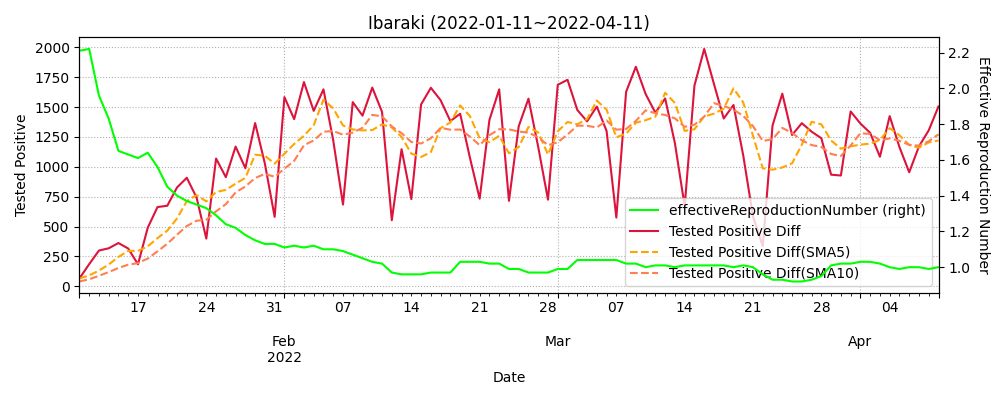 Ibaraki (2022-01-11~2022-04-11)
2000
1750
1500
1250
1000
750
500
250
0
Tested Positive
2.2
2.0
1.8
1.6
1.4
1.2
1.0
Effective Reproduction Number
effectiveReproductionNumber (right)
Tested Positive Diff
Tested Positive Diff(SMA5)
Tested Positive Diff(SMA10)
17 24 31 07 14 21 28 07 14 21 28 04
Feb Mar Apr
2022
Date